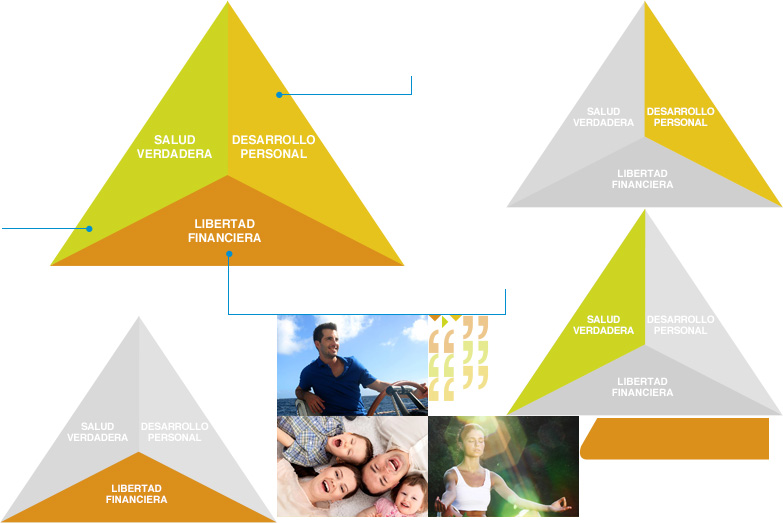 SALUD
VERDADERA
DESARROLLO
PERSONAL
LIBERTAD
FINANCIERA
SALUD
VERDADERA
DESARROLLO
PERSONAL
LIBERTAD
FINANCIERA
SALUD
VERDADERA
DESARROLLO
PERSONAL
LIBERTAD
FINANCIERA
SALUD
VERDADERA
DESARROLLO
PERSONAL
LIBERTAD
FINANCIERA